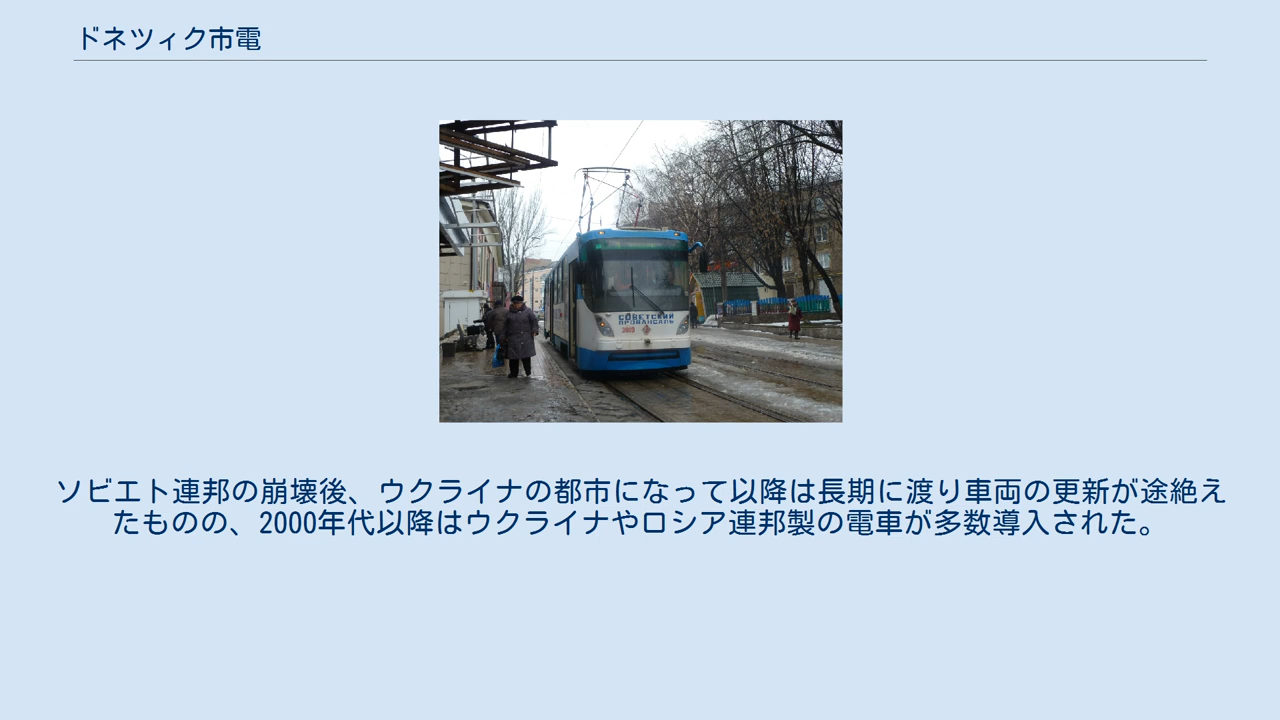 ドネツィク市電
СОВЕТСКИЙ
ПРОВАНСАЛЬ
ソビエト連邦の崩壊後、ウクライナの都市になって以降は長期に渡り車両の更新が途絶え
たものの、2000年代以降はウクライナやロシア連邦製の電車が多数導入された。